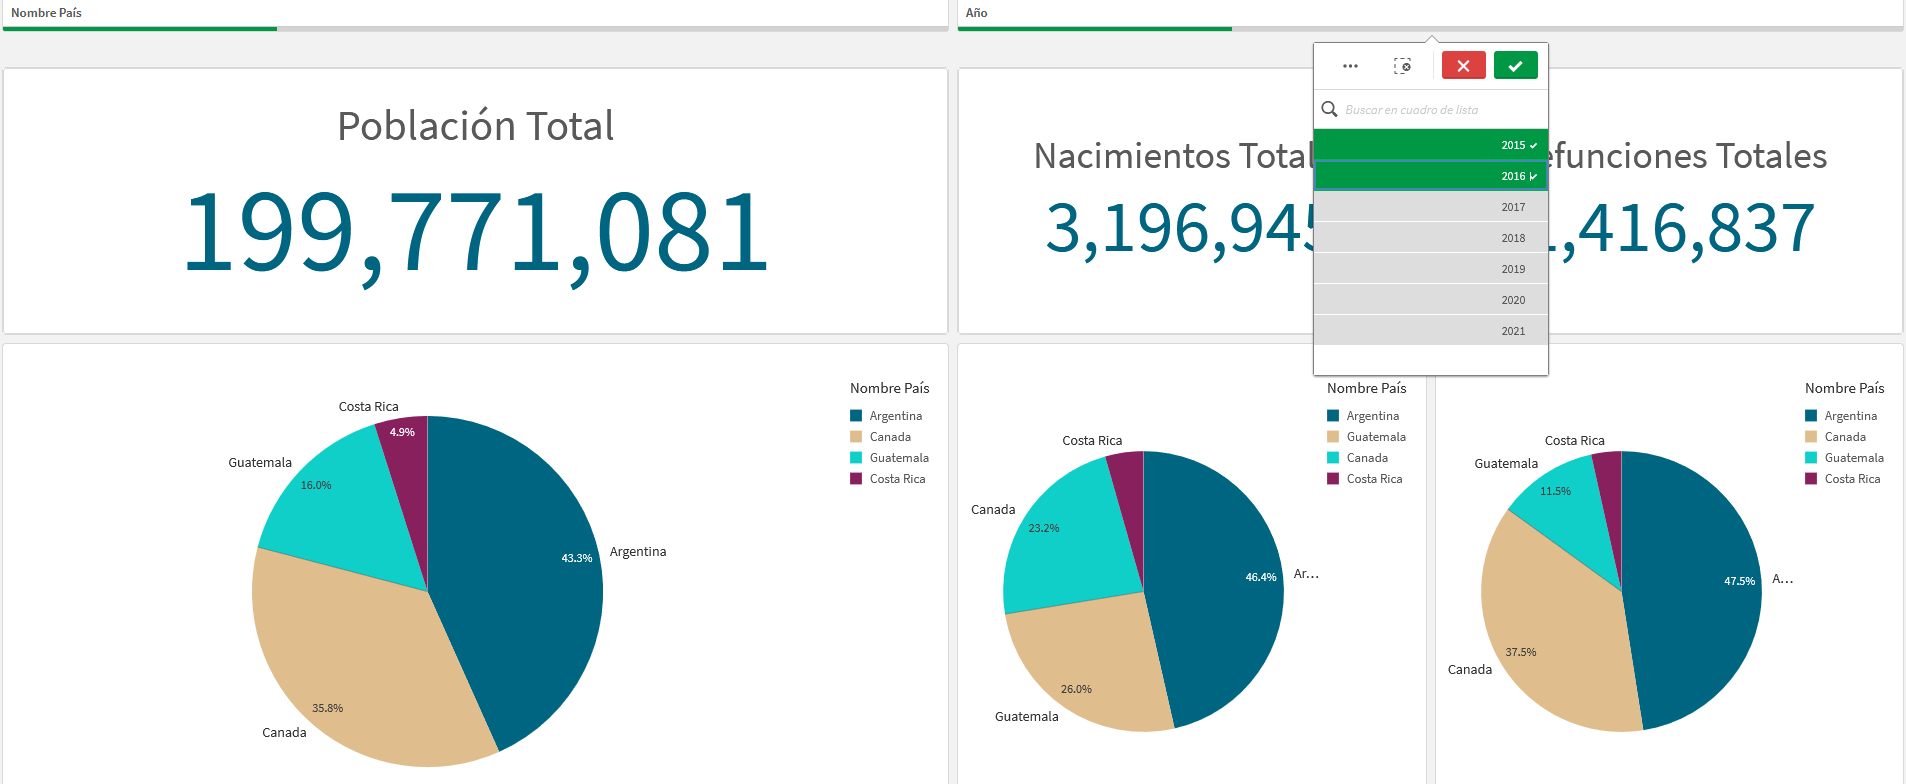 Nombre País
Año
Buscar en cuadro de lista
2015
2016
2017
2018
2019
2020
2021
Población Total
199,771,081
Nacimientos
3,196,945
Totales
,416,837
Nombre País
Argentina
Canada
Guatemala
Costa Rica
Costa Rica
4.9%
Guatemala
16.0%
Argentina
43.3%
35.8%
Canada
Nombre País
Argentina
Guatemala
Canada
Costa Rica
Costa Rica
Canada
23.2%
46.4%
Ar...
26.0%
Guatemala
Nombre País
Argentina
Canada
Guatemala
Costa Rica
Costa Rica
Guatemala
11.5%
47.5%
A...
37.5%
Canada